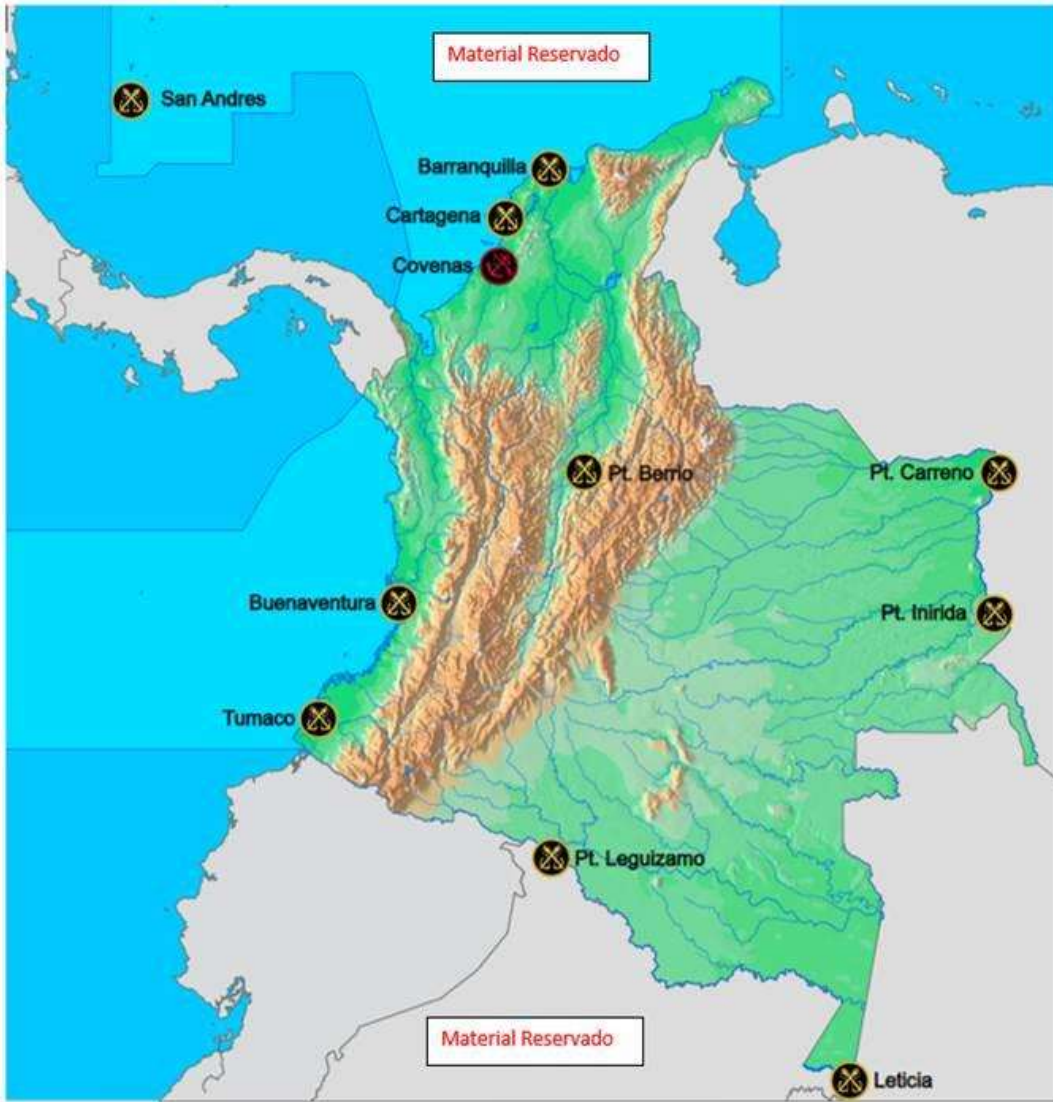 Material Reservado
San Andres
Barranquilla
Cartagena
Covenas
Pt. Berrio
Pt. Carreno
Buenaventura
Pt. Inirida
Tumaco
Pt. Leguizamo
Material Reservado
Leticia